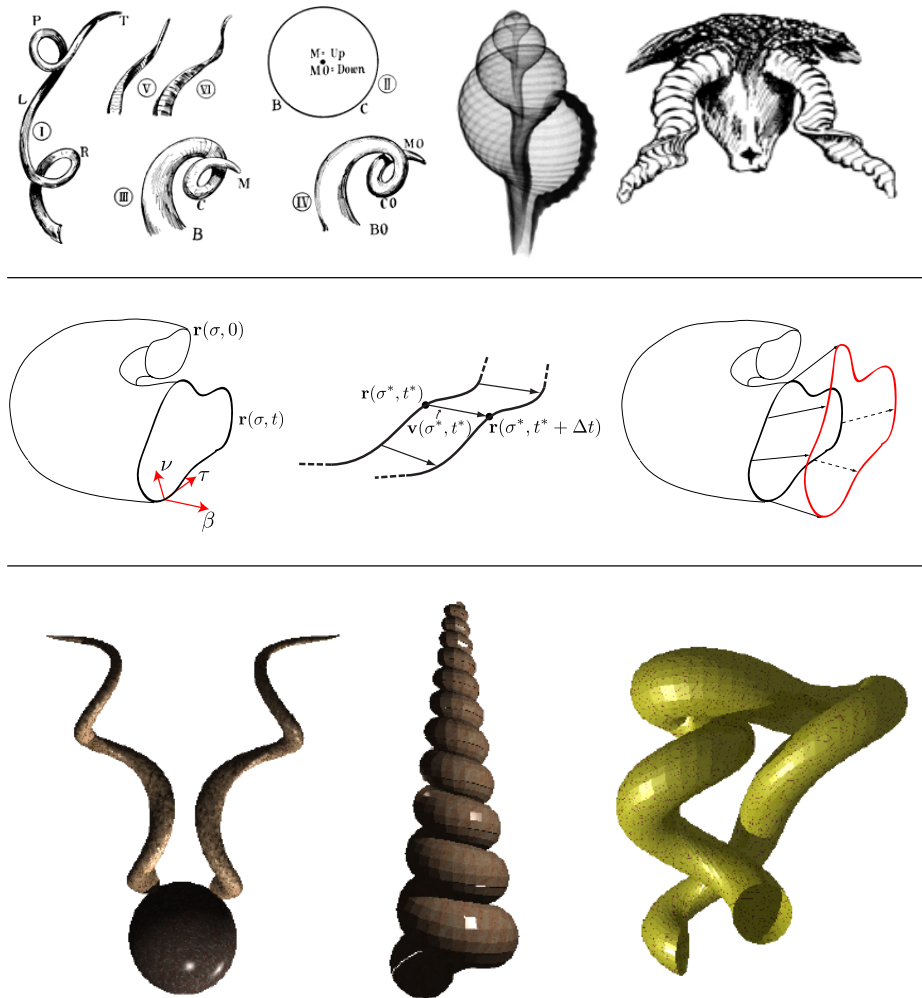 P
T
L
I
R
V
VI
M= Up
MO= Down
B
C
II
III
M
C
B
IV
MO
CO
BO
r(σ, 0)
r(σ, t)
ν
τ
β
r(σ*, t*)
v(σ*, t*)
r(σ*, t* + Δt)